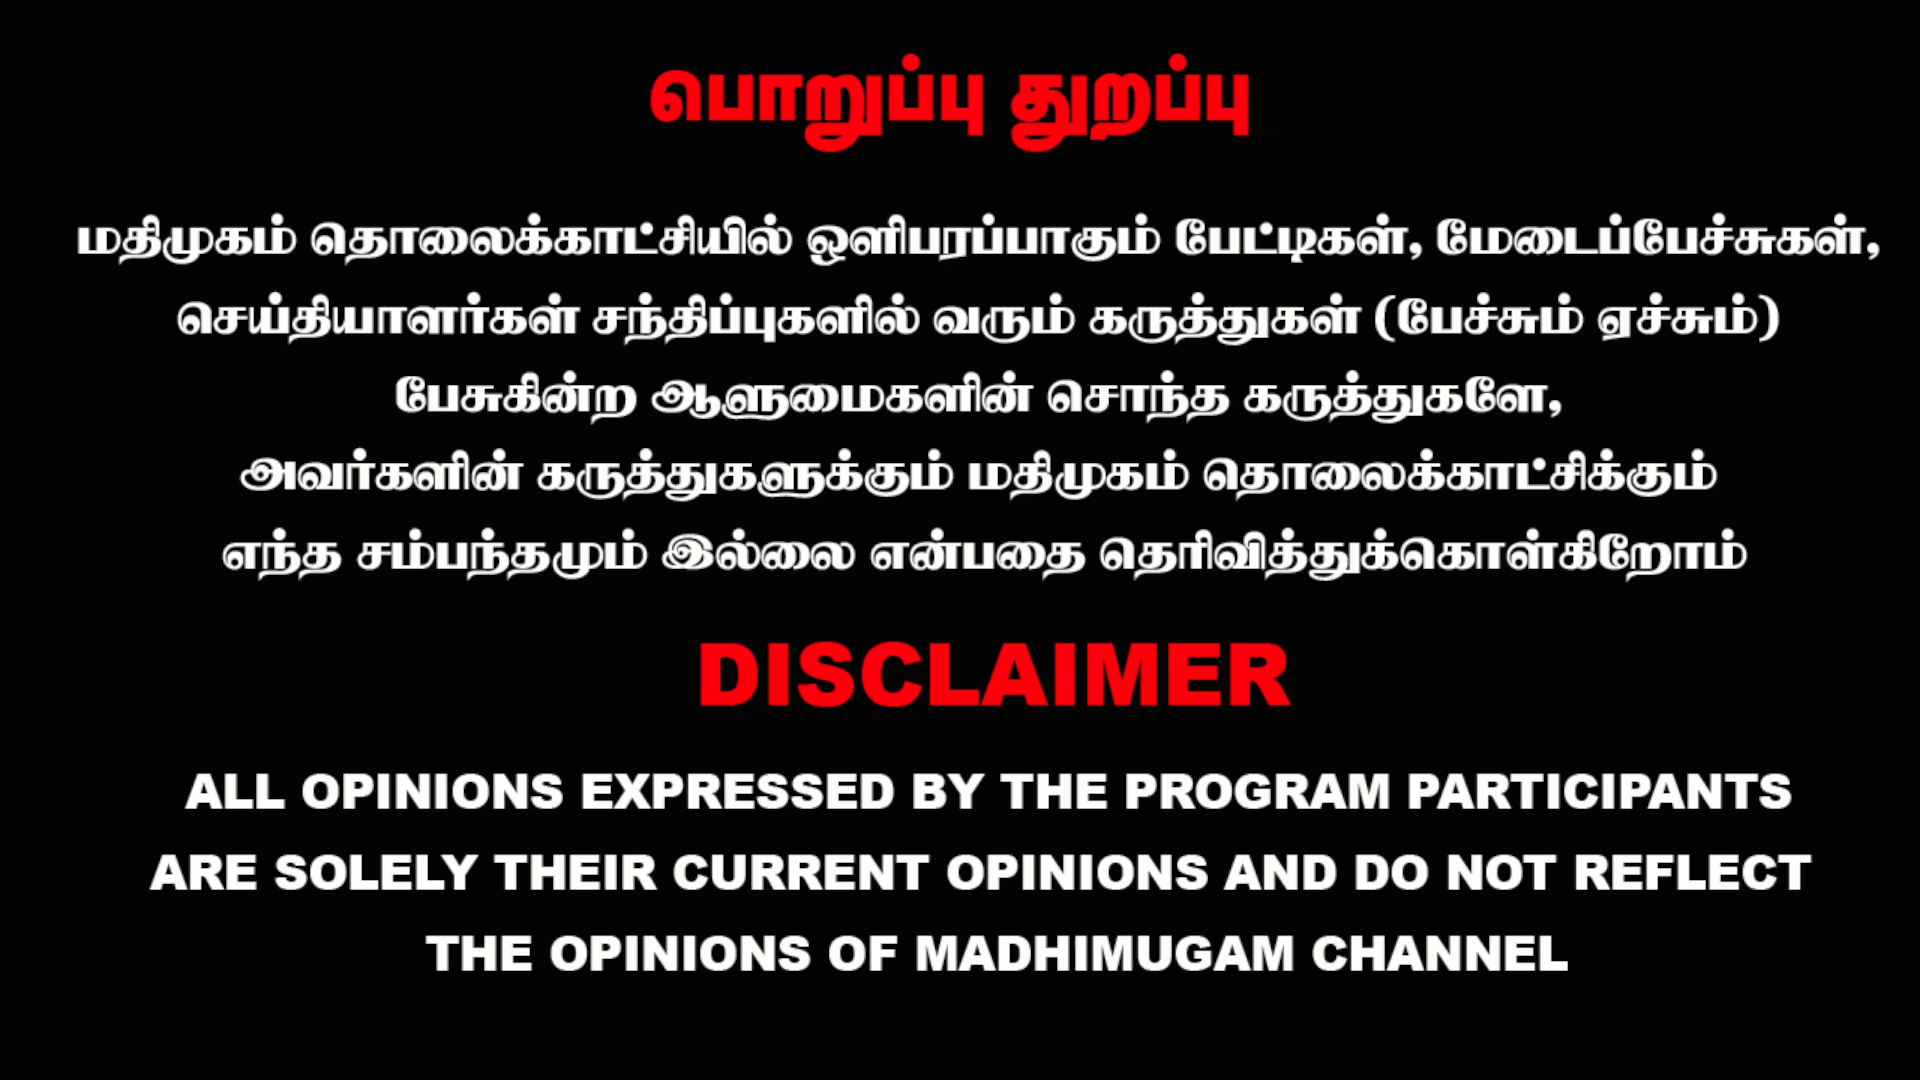 பொறுப்பு துறப்பு
மதிமுகம் தொலைக்காட்சியில் ஒளிபரப்பாகும் பேட்டிகள், மேடைப்பேச்சுகள்,
செய்தியாளர்கள் சந்திப்புகளில் வரும் கருத்துகள் (பேச்சும் ஏச்சும்)
பேசுகின்ற ஆளுமைகளின் சொந்த கருத்துகளே,
அவர்களின் கருத்துகளுக்கும் மதிமுகம் தொலைக்காட்சிக்கும்
எந்த சம்பந்தமும் இல்லை என்பதை தெரிவித்துக்கொள்கிறோம்
DISCLAIMER
ALL OPINIONS EXPRESSED BY THE PROGRAM PARTICIPANTS
ARE SOLELY THEIR CURRENT OPINIONS AND DO NOT REFLECT
THE OPINIONS OF MADHIMUGAM CHANNEL